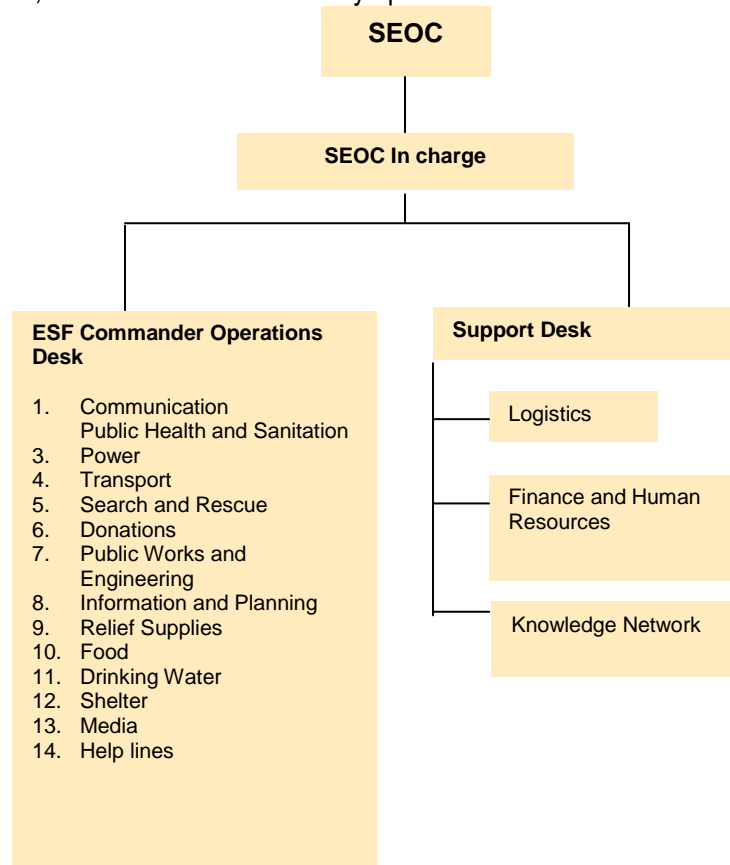 SEOC
SEOC In charge
ESF Commander Operations
Desk
1. Communication
Public Health and Sanitation
3. Power
4. Transport
5. Search and Rescue
6. Donations
7. Public Works and
Engineering
8. Information and Planning
9. Relief Supplies
10. Food
11. Drinking Water
12. Shelter
13. Media
14. Help lines
Support Desk
Logistics
Finance and Human
Resources
Knowledge Network